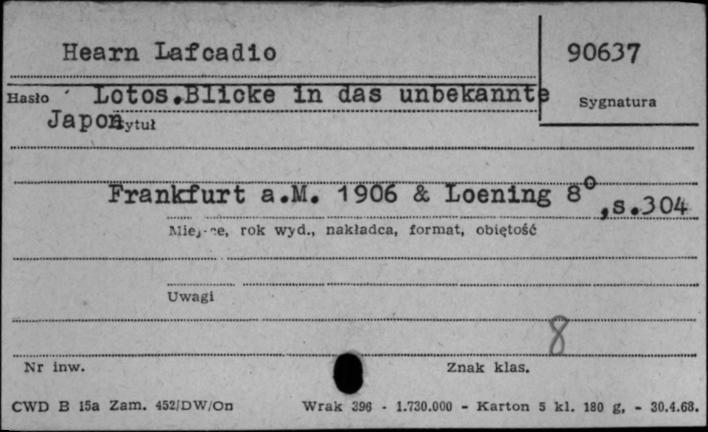 Hearn Lafcadio 90637
Hasło Lotos.Blicke in das unbekannte Sygnatura
Japon Tytuł
Frankfurt a.M. 1906 & Loening 8⁰,s.304
Miejsce, rok wyd., nakładca, format, objętość
Uwagi
8
Nr inw. Znak klas.
CWD B 15a Zam. 452/DW/On Wrak 396 - 1.730.000 - Karton 5 kl. 180 g, - 30.4.68.